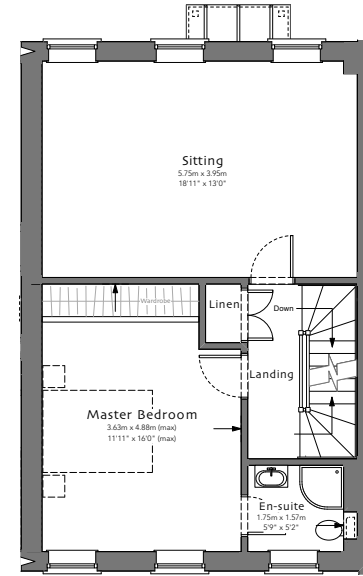 Sitting
5.75m x 3.95m
18'11" x 13'0"
Wardrobe
Linen
Down
Landing
Master Bedroom
3.63m x 4.88m (max)
11'11" x 16'0" (max)
En-suite
1.75m x 1.57m
5'9" x 5'2"